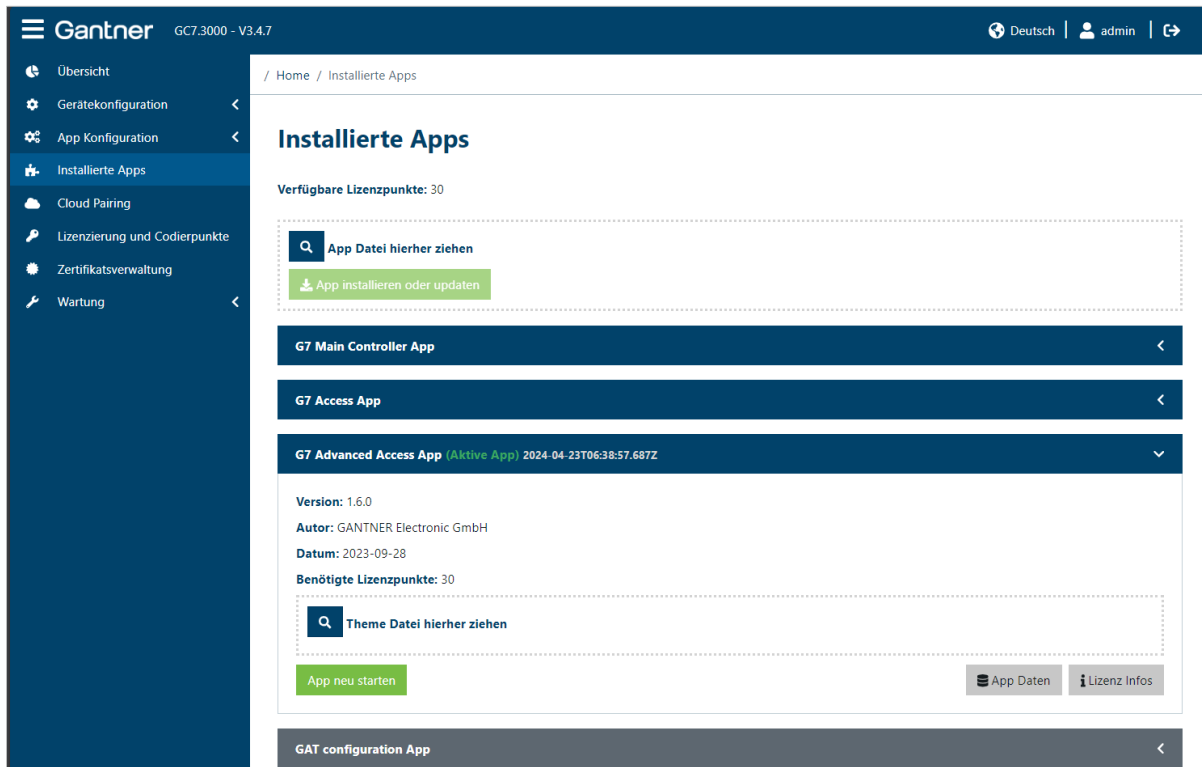 Gantner GC7.3000 - V3.4.7 Deutsch admin
Übersicht
Gerätekonfiguration
App Konfiguration
Installierte Apps
Cloud Pairing
Lizenzierung und Codierpunkte
Zertifikatsverwaltung
Wartung
/ Home / Installierte Apps
Installierte Apps
Verfügbare Lizenzpunkte: 30
App Datei hierher ziehen
App installieren oder updaten
G7 Main Controller App
G7 Access App
G7 Advanced Access App (Aktive App) 2024-04-23T06:38:57.687Z
Version: 1.6.0
Autor: GANTNER Electronic GmbH
Datum: 2023-09-28
Benötigte Lizenzpunkte: 30
Theme Datei hierher ziehen
App neu starten App Daten Lizenz Infos
GAT configuration App